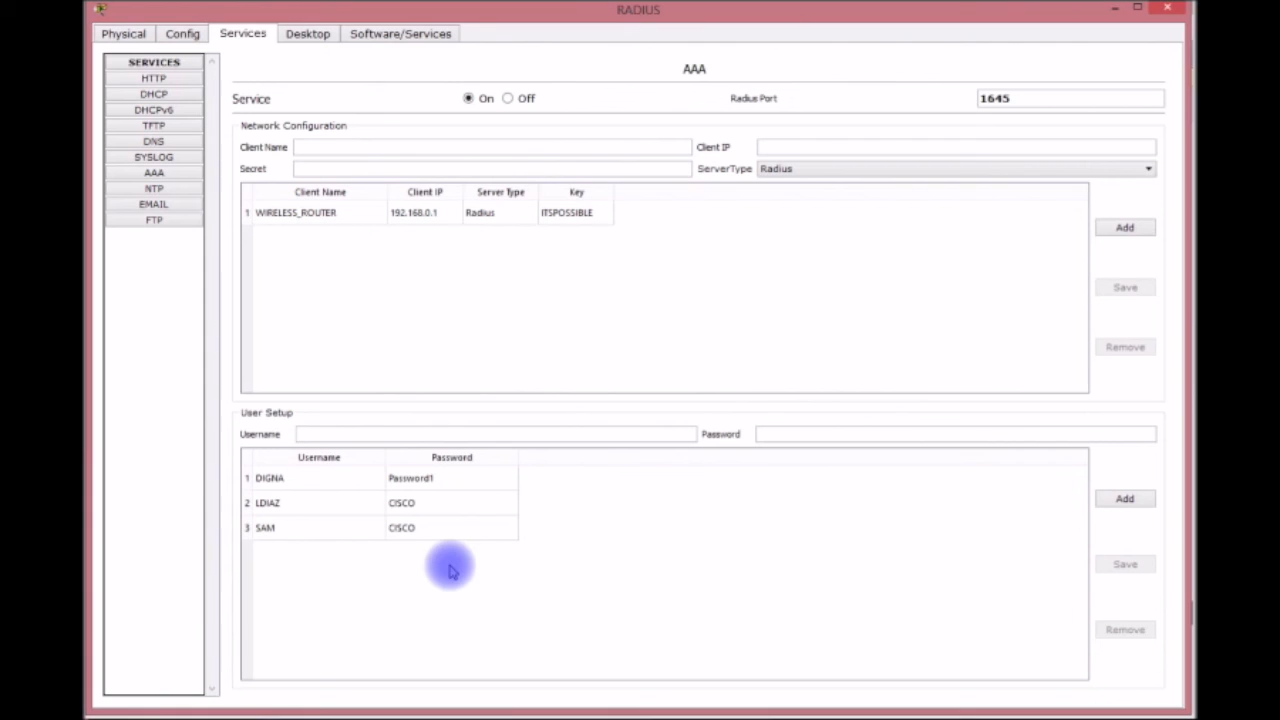 RADIUS
Physical Config Services Desktop Software/Services
SERVICES
HTTP
DHCP
DHCPv6
TFTP
DNS
SYSLOG
AAA
NTP
EMAIL
FTP
AAA
Service On Off Radius Port 1645
Network Configuration
Client Name Client IP
Secret ServerType Radius
Client Name Client IP Server Type Key
1 WIRELESS_ROUTER 192.168.0.1 Radius ITSPOSSIBLE
Add
Save
Remove
User Setup
Username Password
Username Password
1 DIGNA Password1
2 LDIAZ CISCO
3 SAM CISCO
Add
Save
Remove